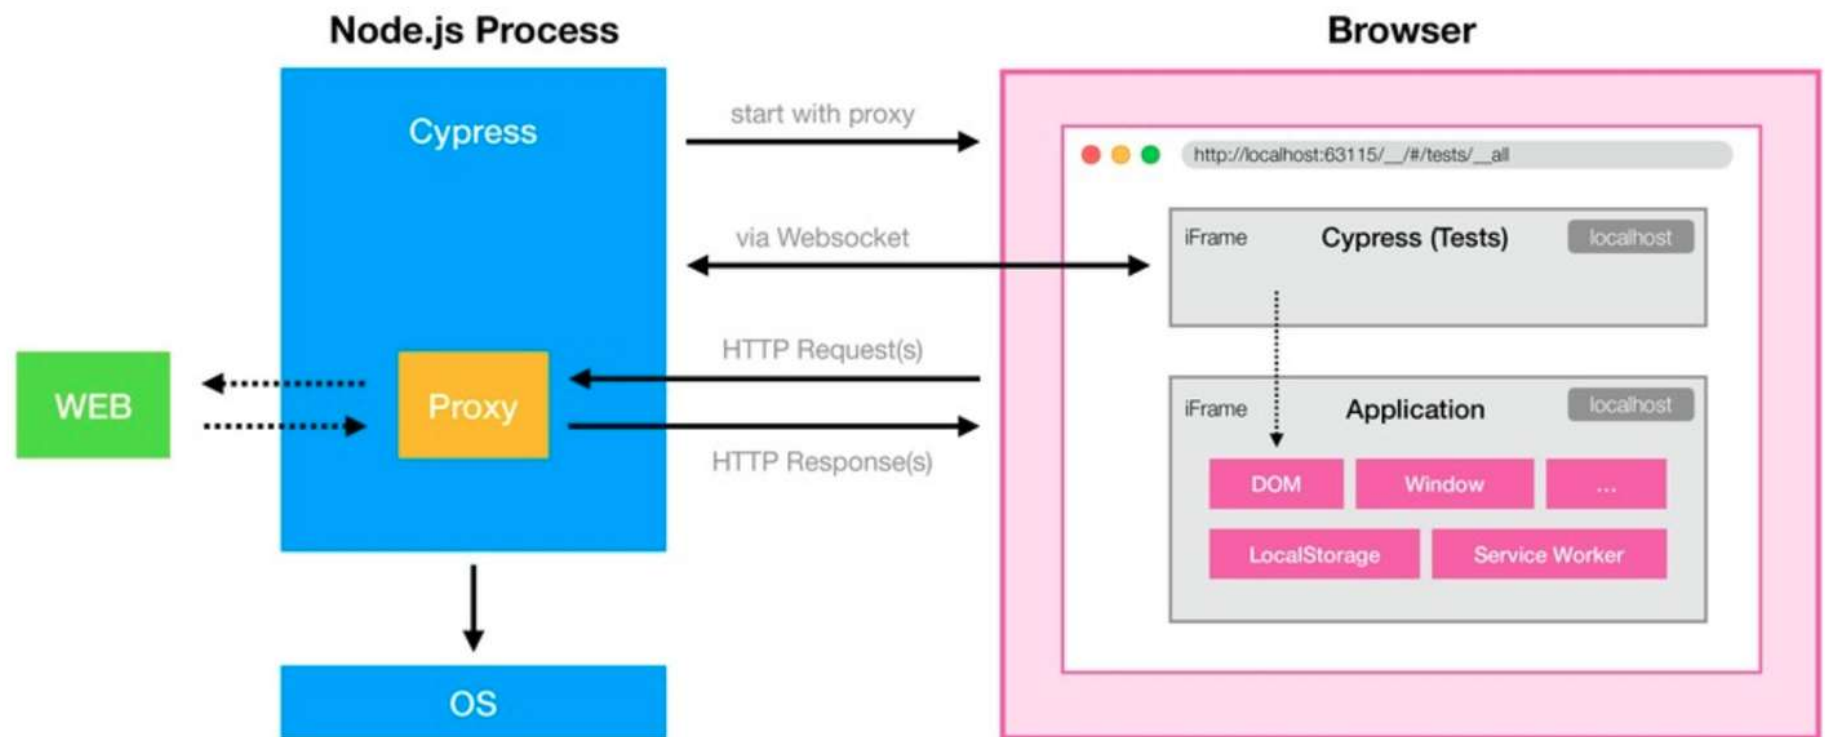 Node.js Process
Browser
Cypress
start with proxy
http://localhost:63115/__/#/tests/__all
via Websocket
iFrame
Cypress (Tests)
localhost
HTTP Request(s)
WEB
Proxy
HTTP Response(s)
iFrame
Application
localhost
DOM
Window
...
LocalStorage
Service Worker
OS